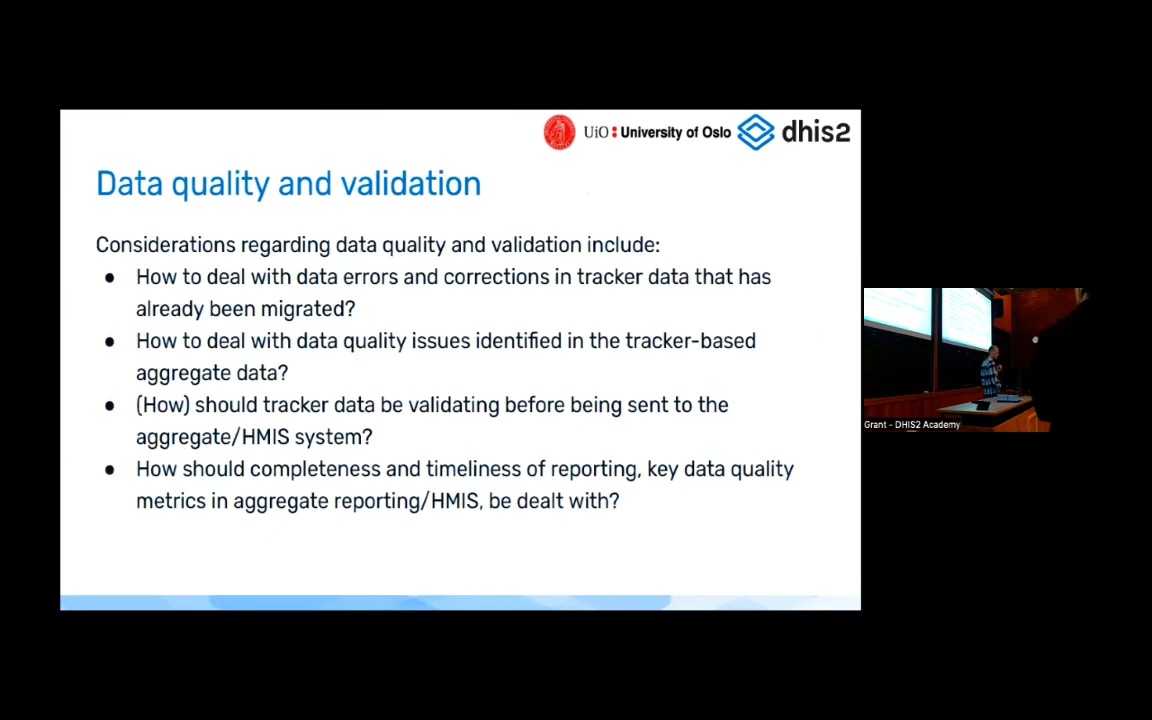 UiO: University of Oslo dhis2
Data quality and validation
Considerations regarding data quality and validation include:
● How to deal with data errors and corrections in tracker data that has
already been migrated?
● How to deal with data quality issues identified in the tracker-based
aggregate data?
● (How) should tracker data be validating before being sent to the
aggregate/HMIS system?
● How should completeness and timeliness of reporting, key data quality
metrics in aggregate reporting/HMIS, be dealt with?
Grant - DHIS2 Academy